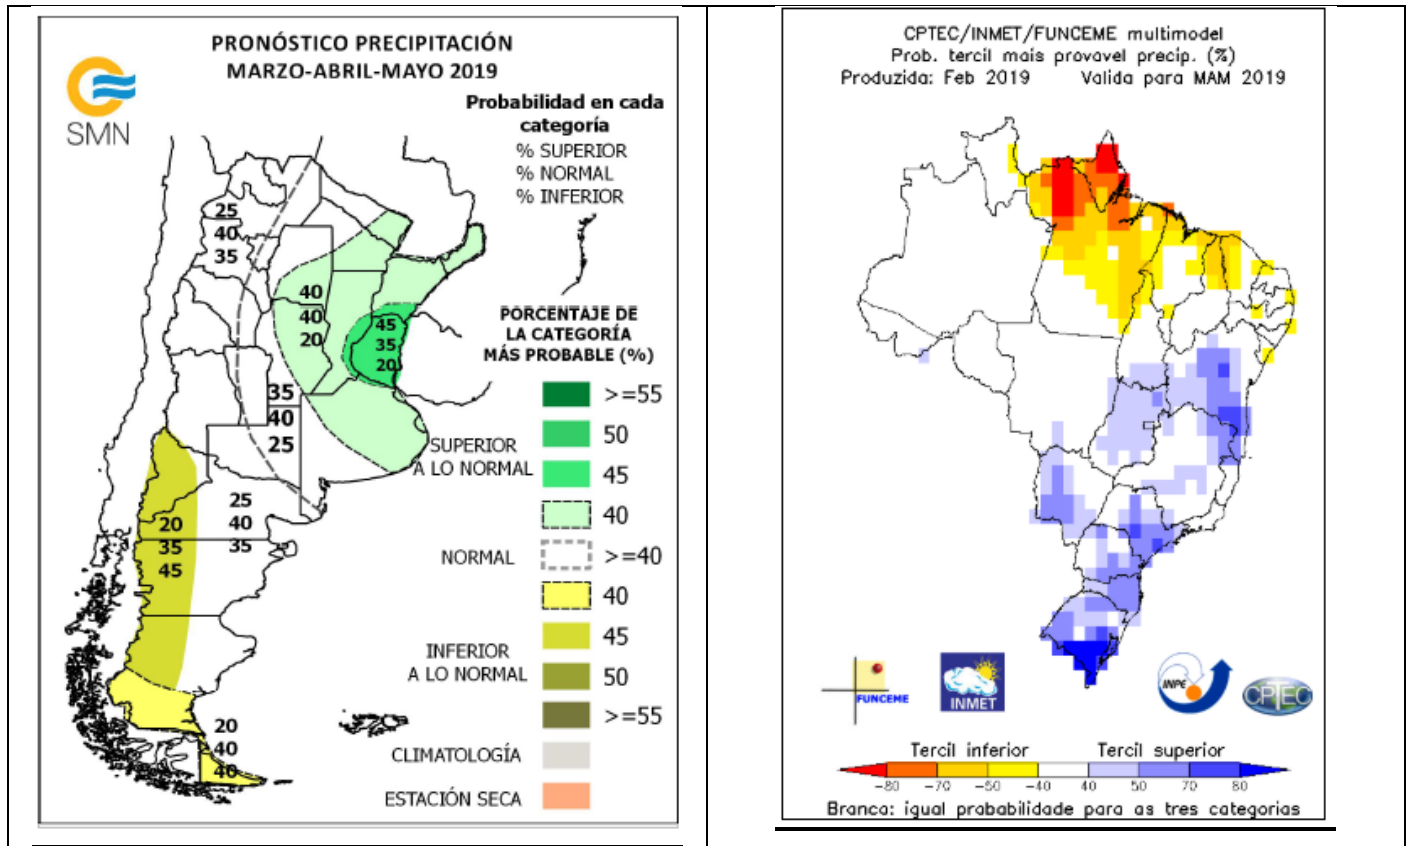 PRONÓSTICO PRECIPITACIÓN
MARZO-ABRIL-MAYO 2019
SMN
Probabilidad en cada
categoría
% SUPERIOR
% NORMAL
% INFERIOR
25
40
35
40
40
20
45
35
20
35
40
25
25
40
35
20
35
45
20
40
40
PORCENTAJE DE
LA CATEGORÍA
MÁS PROBABLE (%)
>=55
50
45
40
SUPERIOR
A LO NORMAL
NORMAL
>=40
40
45
50
>=55
INFERIOR
A LO NORMAL
CLIMATOLOGÍA
ESTACIÓN SECA
CPTEC/INMET/FUNCEME multimodel
Prob. tercil mais provavel precip. (%)
Produzida: Feb 2019 Valida para MAM 2019
FUNCEME
INMET
INPE
CPTEC
Tercil inferior Tercil superior
-80 -70 -50 -40 40 50 70 80
Branca: igual probabilidade para as tres categorias